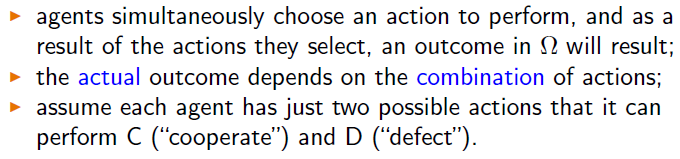 ▶ agents simultaneously choose an action to perform, and as a
result of the actions they select, an outcome in Ω will result;
▶ the actual outcome depends on the combination of actions;
▶ assume each agent has just two possible actions that it can
perform C (“cooperate”) and D (“defect”).